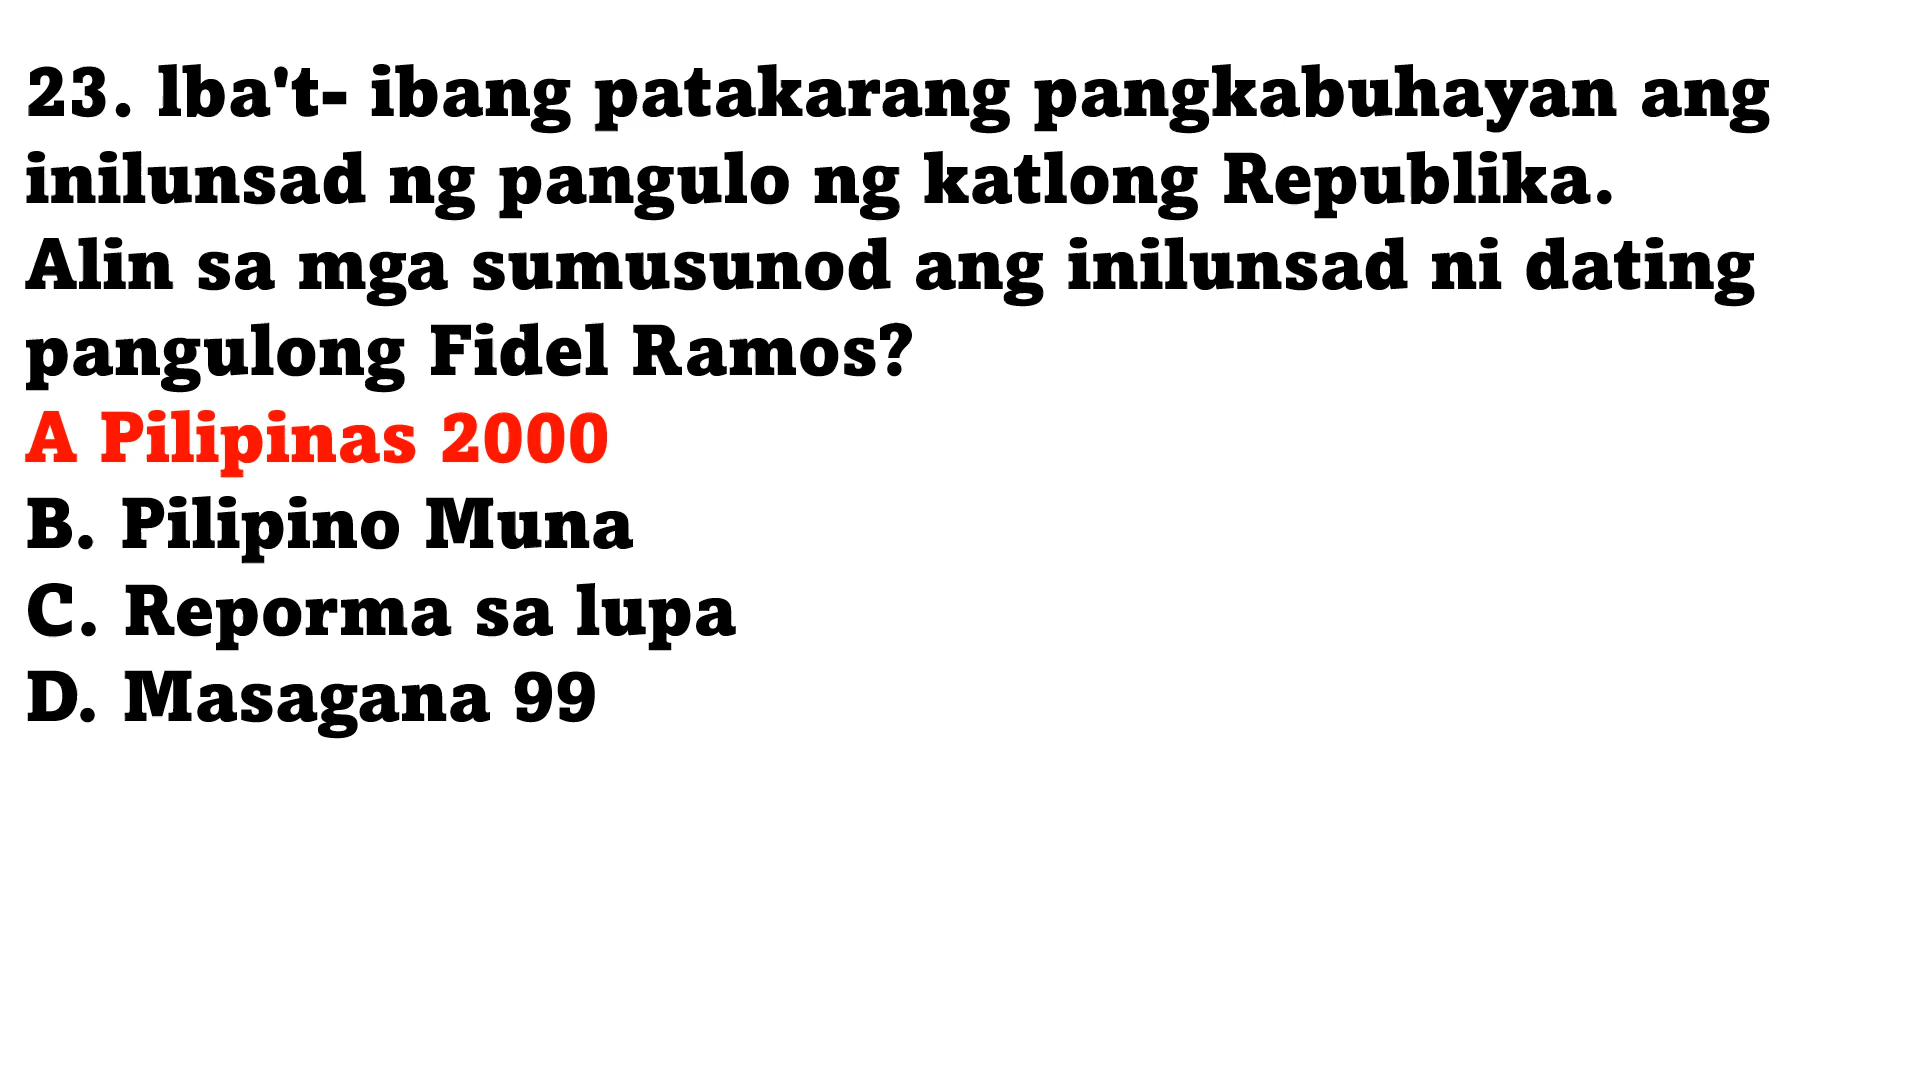 23. lba't- ibang patakarang pangkabuhayan ang
inilunsad ng pangulo ng katlong Republika.
Alin sa mga sumusunod ang inilunsad ni dating
pangulong Fidel Ramos?
A Pilipinas 2000
B. Pilipino Muna
C. Reporma sa lupa
D. Masagana 99